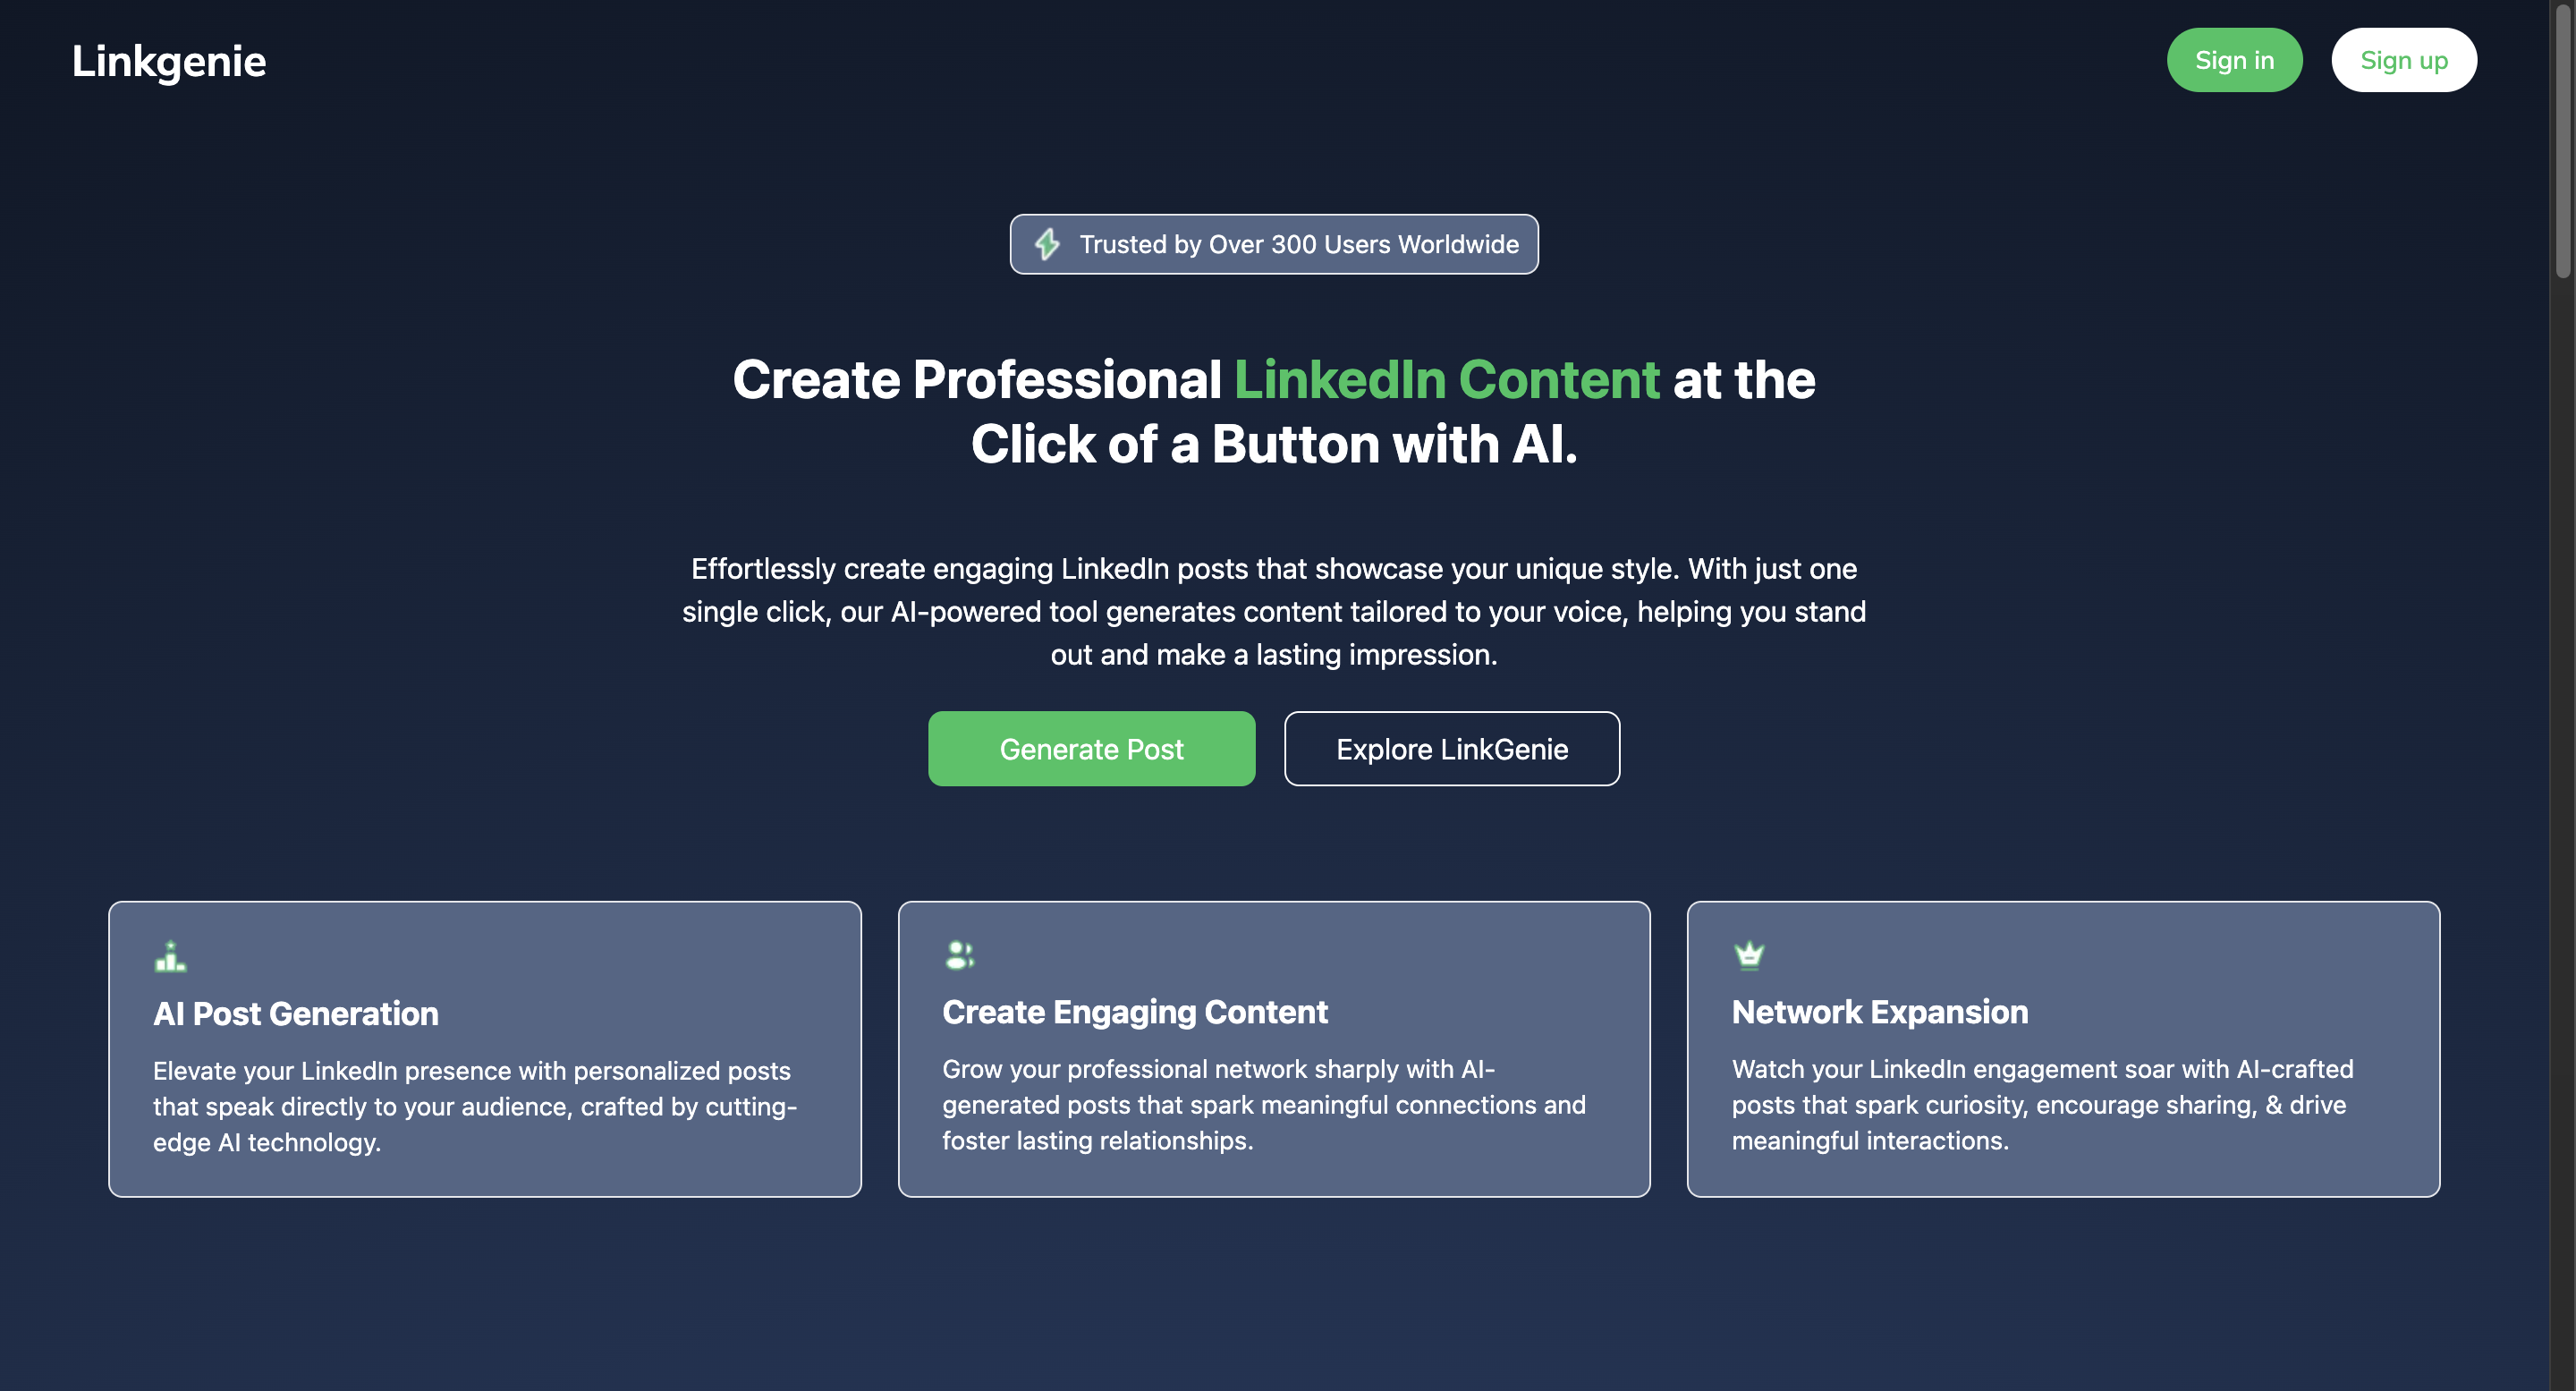 Linkgenie
Sign in
Sign up
Trusted by Over 300 Users Worldwide
Create Professional LinkedIn Content at the
Click of a Button with AI.
Effortlessly create engaging LinkedIn posts that showcase your unique style. With just one
single click, our AI-powered tool generates content tailored to your voice, helping you stand
out and make a lasting impression.
Generate Post
Explore LinkGenie
AI Post Generation
Elevate your LinkedIn presence with personalized posts
that speak directly to your audience, crafted by cutting-
edge AI technology.
Create Engaging Content
Grow your professional network sharply with AI-
generated posts that spark meaningful connections and
foster lasting relationships.
Network Expansion
Watch your LinkedIn engagement soar with AI-crafted
posts that spark curiosity, encourage sharing, & drive
meaningful interactions.